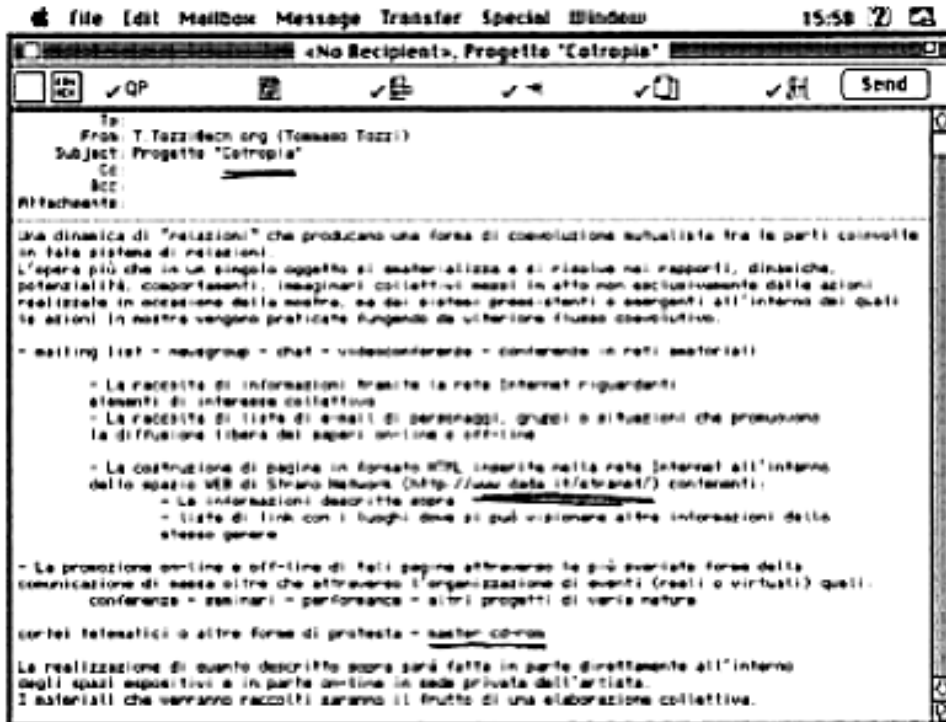 File Edit Mailbox Message Transfer Special Window 15:58
<No Recipient>, Progetto "Cotropia"
QP Send
To:
From: T.Tozzi@ecn.org (Tommaso Tozzi)
Subject: Progetto "Cotropia"
Cc:
Bcc:
Attachments:
Una dinamica di "relazioni" che producano una forma di coevoluzione mutualista tra le parti coinvolte
in tale sistema di relazioni.
L'opera più che in un singolo oggetto si smaterializza e si risolve nei rapporti, dinamiche,
potenzialità, comportamenti, imaginari collettivi messi in atto non esclusivamente dalle azioni
realizzate in occasione della mostra, ma dai sistemi preesistenti o emergenti all'interno dei quali
le azioni in mostra vengono praticate fungendo da ulteriore flusso coevolutivo.
- mailing list - newsgroup - chat - videoconferenze - conferenze in reti amatoriali
- La raccolta di informazioni tramite la rete Internet riguardanti
elementi di interesse collettivo
- La raccolta di liste di e-mail di personaggi, gruppi o situazioni che promuovono
la diffusione libera dei saperi on-line e off-line
- La costruzione di pagine in formato HTML inserite nella rete Internet all'interno
dello spazio WEB di Strano Network (http://www.dada.it/stranet/) contenenti:
- Le informazioni descritte sopra
- liste di link con i luoghi dove si può visionare altre informazioni dello
stesso genere
- La promozione on-line e off-line di tali pagine attraverso le più svariate forme della
comunicazione di massa oltre che attraverso l'organizzazione di eventi (reali o virtuali) quali:
conferenze - seminari - performance - altri progetti di varia natura
cortei telematici o altre forme di protesta - master cd-rom
La realizzazione di quanto descritto sopra sarà fatta in parte direttamente all'interno
degli spazi espositivi e in parte on-line in sede privata dell'artista.
I materiali che verranno raccolti saranno il frutto di una elaborazione collettiva.